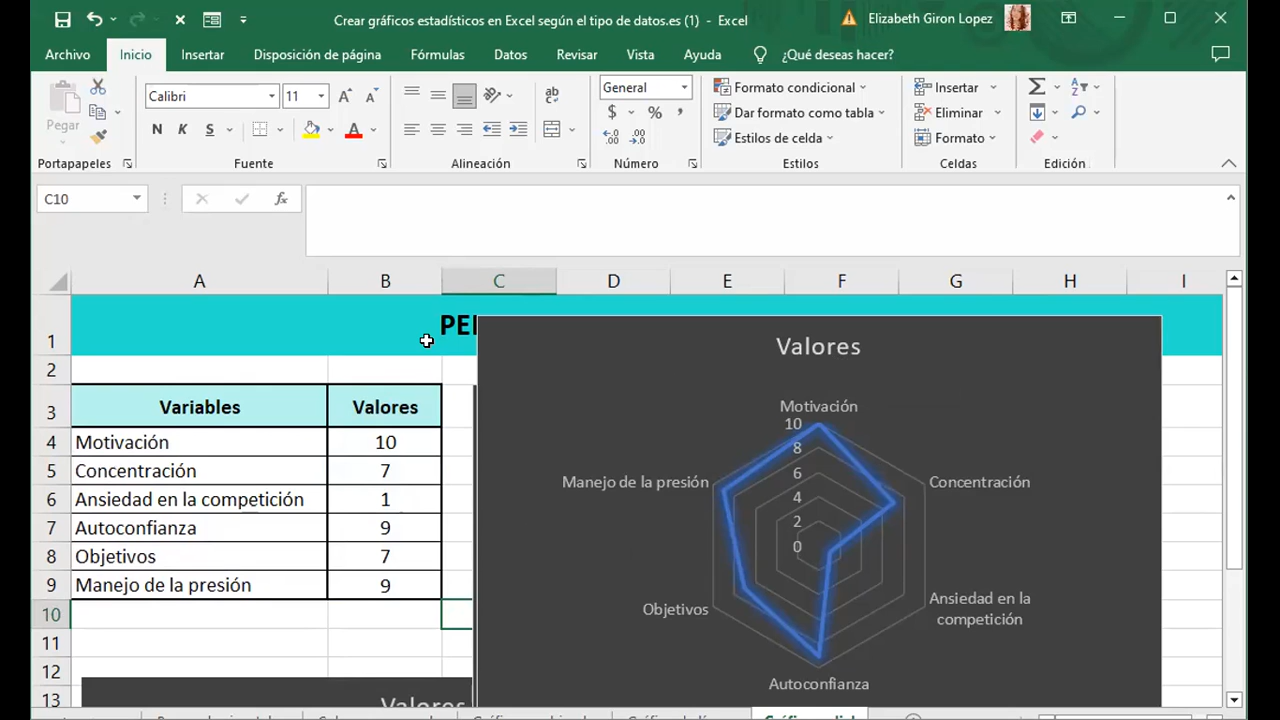 Crear gráficos estadísticos en Excel según el tipo de datos.es (1) - Excel
Elizabeth Giron Lopez
Archivo Inicio Insertar Disposición de página Fórmulas Datos Revisar Vista Ayuda ¿Qué deseas hacer?
Pegar
Calibri 11
N K S
General
$ % ,
Formato condicional
Dar formato como tabla
Estilos de celda
Insertar
Eliminar
Formato
Portapapeles Fuente Alineación Número Estilos Celdas Edición
C10 fx
A B C D E F G H I
1
2
3 Variables Valores
4 Motivación 10
5 Concentración 7
6 Ansiedad en la competición 1
7 Autoconfianza 9
8 Objetivos 7
9 Manejo de la presión 9
10
11
12
13
Valores
Motivación
10
8
6
4
2
0
Manejo de la presión
Concentración
Objetivos
Ansiedad en la
competición
Autoconfianza
Valores